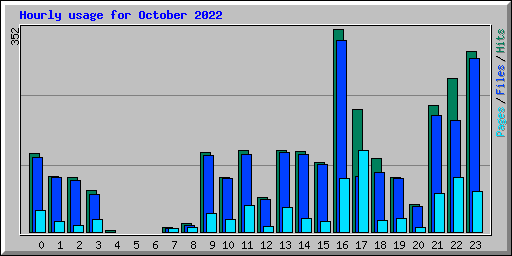 Hourly usage for October 2022
352
Pages/Files/Hits
0 1 2 3 4 5 6 7 8 9 10 11 12 13 14 15 16 17 18 19 20 21 22 23